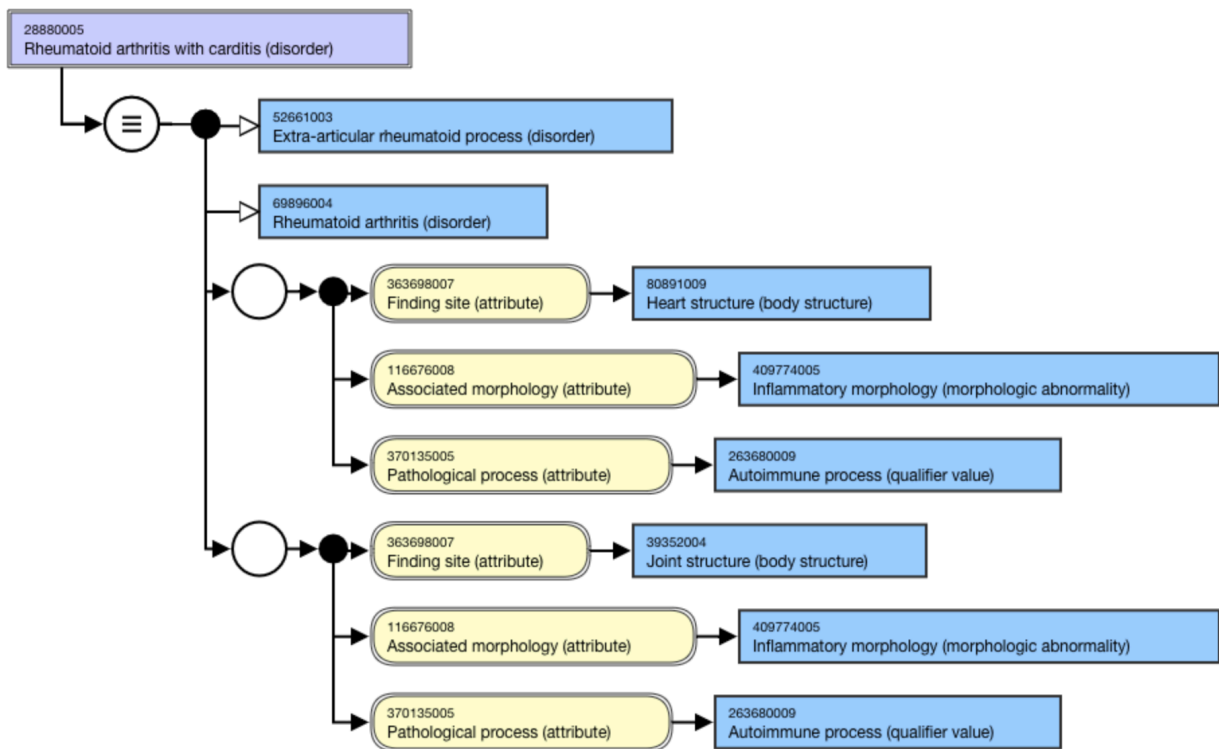 28880005
Rheumatoid arthritis with carditis (disorder)
≡
52661003
Extra-articular rheumatoid process (disorder)
69896004
Rheumatoid arthritis (disorder)
363698007
Finding site (attribute)
80891009
Heart structure (body structure)
116676008
Associated morphology (attribute)
409774005
Inflammatory morphology (morphologic abnormality)
370135005
Pathological process (attribute)
263680009
Autoimmune process (qualifier value)
363698007
Finding site (attribute)
39352004
Joint structure (body structure)
116676008
Associated morphology (attribute)
409774005
Inflammatory morphology (morphologic abnormality)
370135005
Pathological process (attribute)
263680009
Autoimmune process (qualifier value)